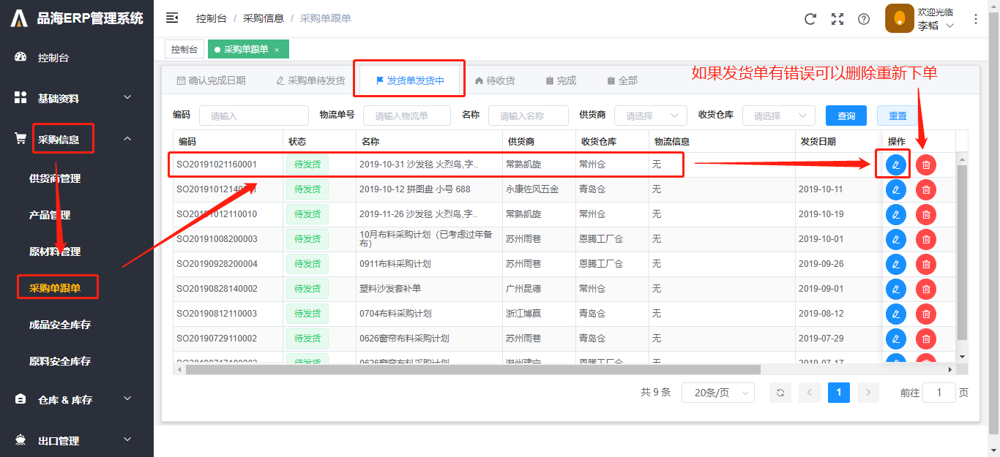 品海ERP管理系统
控制台 / 采购信息 / 采购单跟单
欢迎光临
李韬
控制台
基础资料
采购信息
供货商管理
产品管理
原材料管理
采购单跟单
成品安全库存
原料安全库存
仓库 & 库存
出口管理
控制台
采购单跟单 ×
确认完成日期 采购单待发货 发货单发货中 待收货 完成 全部
如果发货单有错误可以删除重新下单
编码 请输入 物流单号 请输入物流单 名称 请输入名称 供货商 请选择 收货仓库 请选择 查询 重置
编码 状态 名称 供货商 收货仓库 物流信息 发货日期 操作
SO20191021160001 待发货 2019-10-31 沙发毯 火烈鸟,字.. 常熟凯旋 常州仓 无
SO2019101214 待发货 2019-10-12 拼图盘 小号 688 永康佐风五金 青岛仓 无 2019-10-11
SO20191012110010 待发货 2019-11-26 沙发毯 火烈鸟,字.. 常熟凯旋 常州仓 无 2019-10-19
SO20191008200003 待发货 10月布料采购计划（已考虑过年备布） 苏州雨巷 恩腾工厂仓 无 2019-10-01
SO20190928200004 待发货 0911布料采购计划 苏州雨巷 恩腾工厂仓 无 2019-09-26
SO20190828140002 待发货 塑料沙发套补单 广州昆德 常州仓 无 2019-09-01
SO20190812110003 待发货 0704布料采购计划 浙江博赢 青岛仓 无 2019-08-12
SO20190729110002 待发货 0626窗帘布料采购计划 苏州雨巷 青岛仓 无 2019-07-29
待发货 0626窗帘布料采购计划 恩腾工厂仓 无 2019-07-17
共 9 条 20条/页 1 前往 1 页